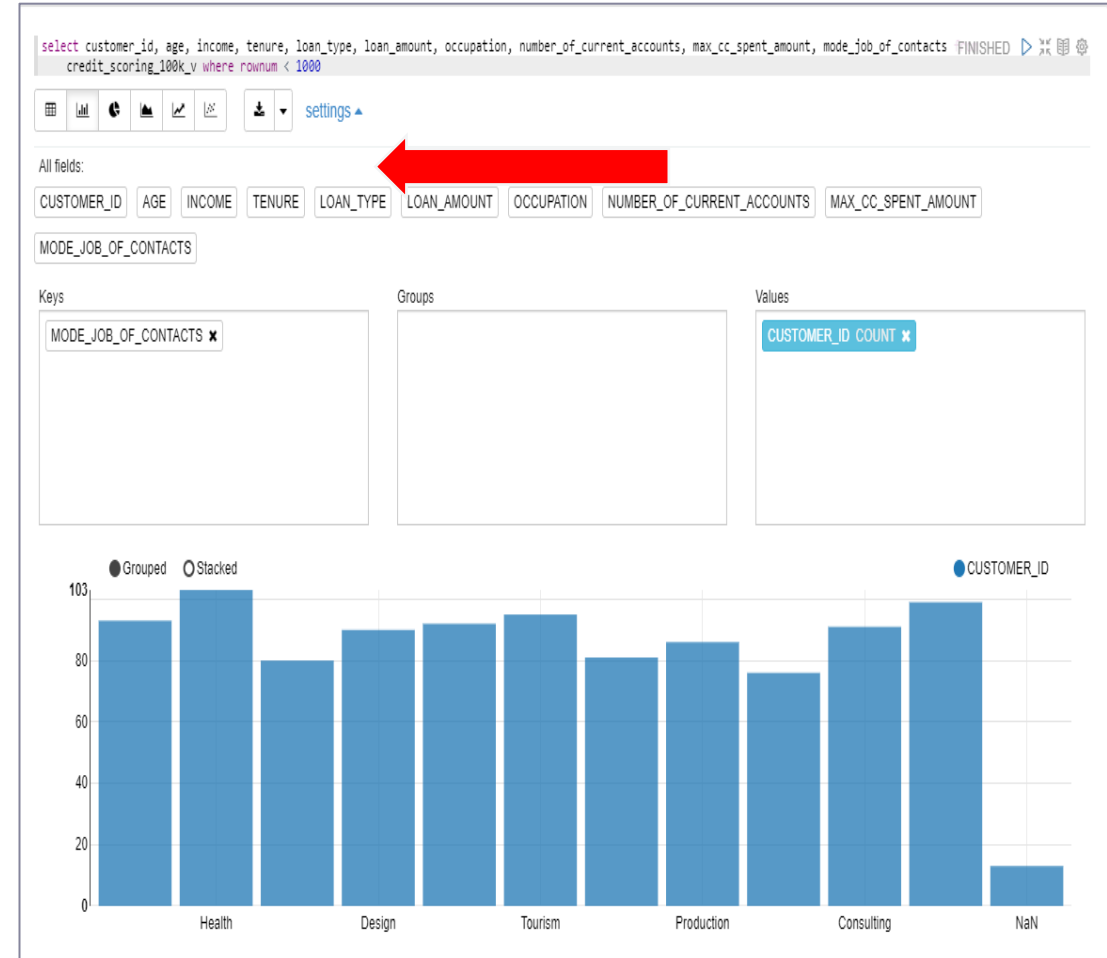 select customer_id, age, income, tenure, loan_type, loan_amount, occupation, number_of_current_accounts, max_cc_spent_amount, mode_job_of_contacts FINISHED
credit_scoring_100k_v where rownum < 1000
settings
All fields:
CUSTOMER_ID AGE INCOME TENURE LOAN_TYPE LOAN_AMOUNT OCCUPATION NUMBER_OF_CURRENT_ACCOUNTS MAX_CC_SPENT_AMOUNT
MODE_JOB_OF_CONTACTS
Keys Groups Values
MODE_JOB_OF_CONTACTS CUSTOMER_ID COUNT
Grouped Stacked CUSTOMER_ID
103
80
60
40
20
0
Health Design Tourism Production Consulting NaN